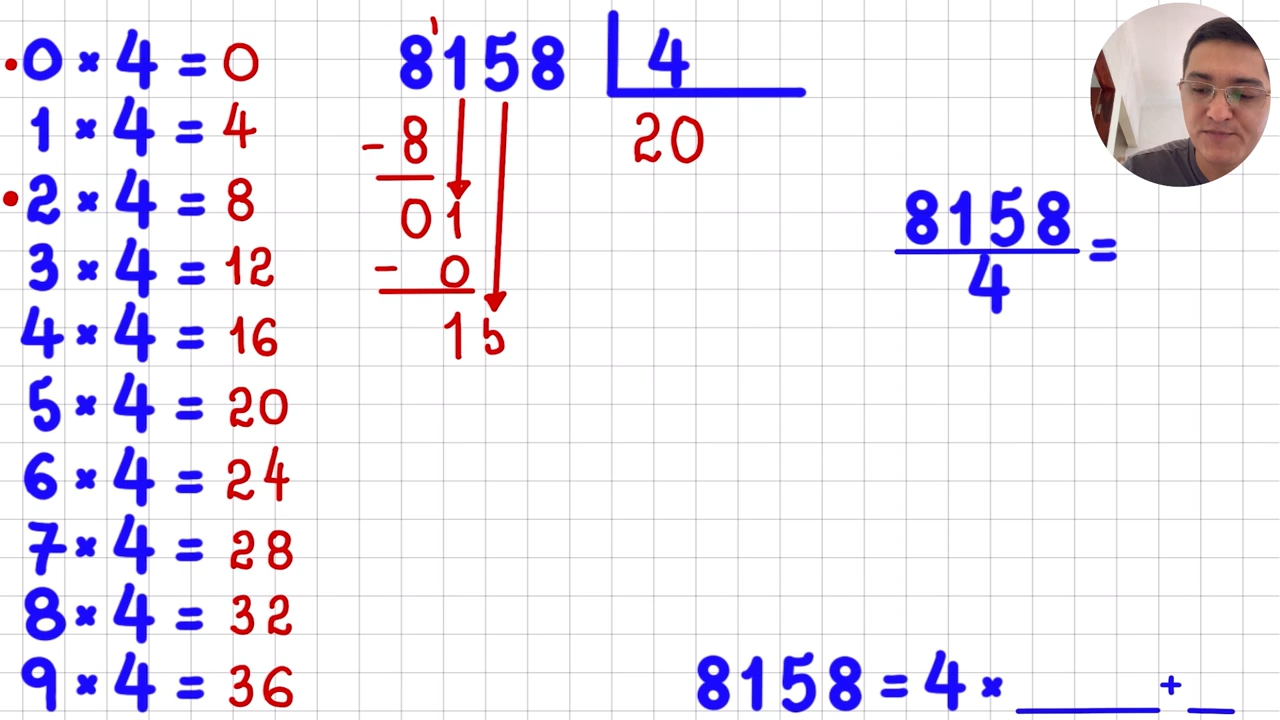 0 × 4 = 0
1 × 4 = 4
2 × 4 = 8
3 × 4 = 12
4 × 4 = 16
5 × 4 = 20
6 × 4 = 24
7 × 4 = 28
8 × 4 = 32
9 × 4 = 36
8'158 4
- 8 20
01
- 0
15
8158
4 =
8158 = 4 × ____ + __